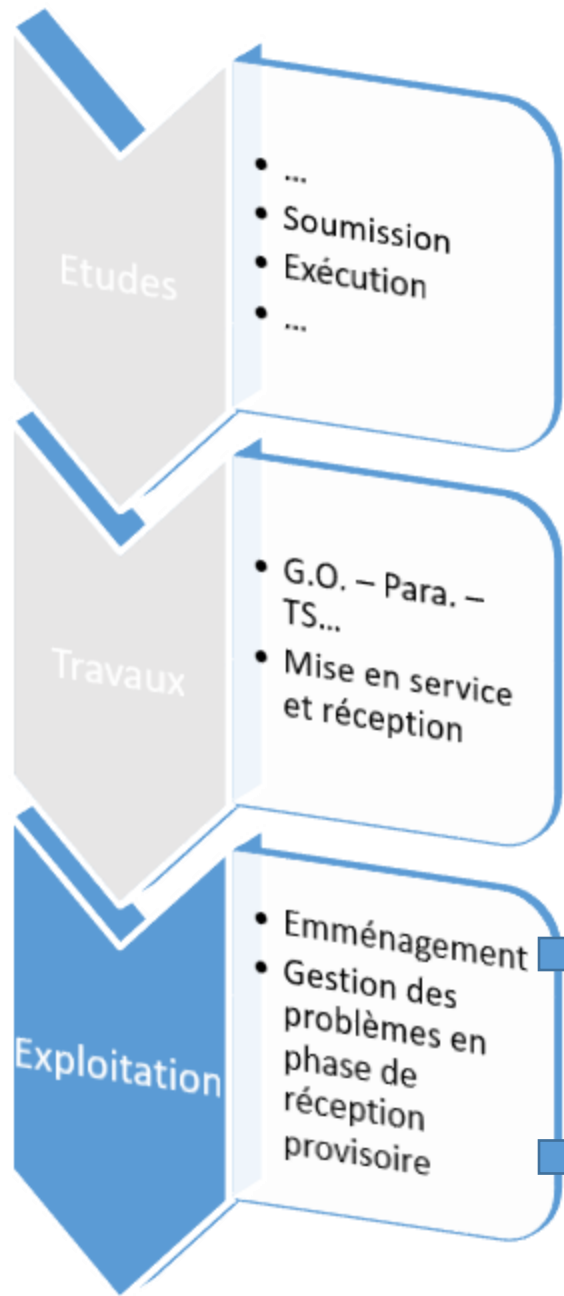 Etudes
• ...
• Soumission
• Exécution
• ...
Travaux
• G.O. – Para. –
TS...
• Mise en service
et réception
Exploitation
• Emménagement
• Gestion des
problèmes en
phase de
réception
provisoire